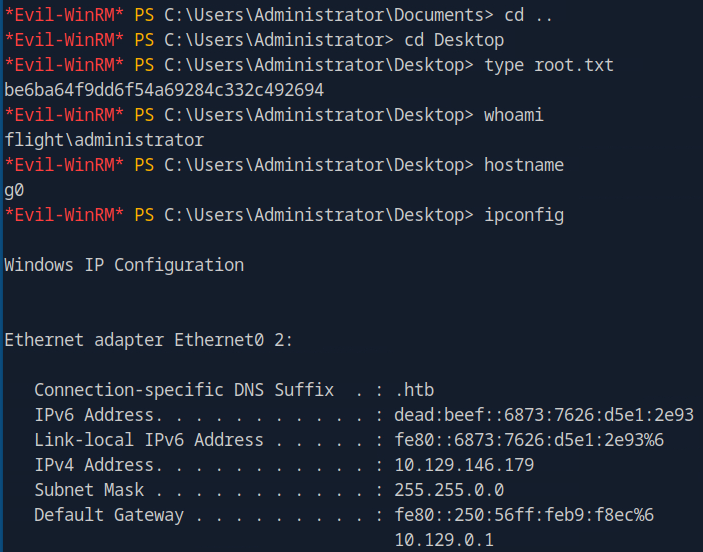 *Evil-WinRM* PS C:\Users\Administrator\Documents> cd ..
*Evil-WinRM* PS C:\Users\Administrator> cd Desktop
*Evil-WinRM* PS C:\Users\Administrator\Desktop> type root.txt
be6ba64f9dd6f54a69284c332c492694
*Evil-WinRM* PS C:\Users\Administrator\Desktop> whoami
flight\administrator
*Evil-WinRM* PS C:\Users\Administrator\Desktop> hostname
g0
*Evil-WinRM* PS C:\Users\Administrator\Desktop> ipconfig

Windows IP Configuration


Ethernet adapter Ethernet0 2:

   Connection-specific DNS Suffix  . : .htb
   IPv6 Address. . . . . . . . . . . : dead:beef::6873:7626:d5e1:2e93
   Link-local IPv6 Address . . . . . : fe80::6873:7626:d5e1:2e93%6
   IPv4 Address. . . . . . . . . . . : 10.129.146.179
   Subnet Mask . . . . . . . . . . . : 255.255.0.0
   Default Gateway . . . . . . . . . : fe80::250:56ff:feb9:f8ec%6
                                       10.129.0.1